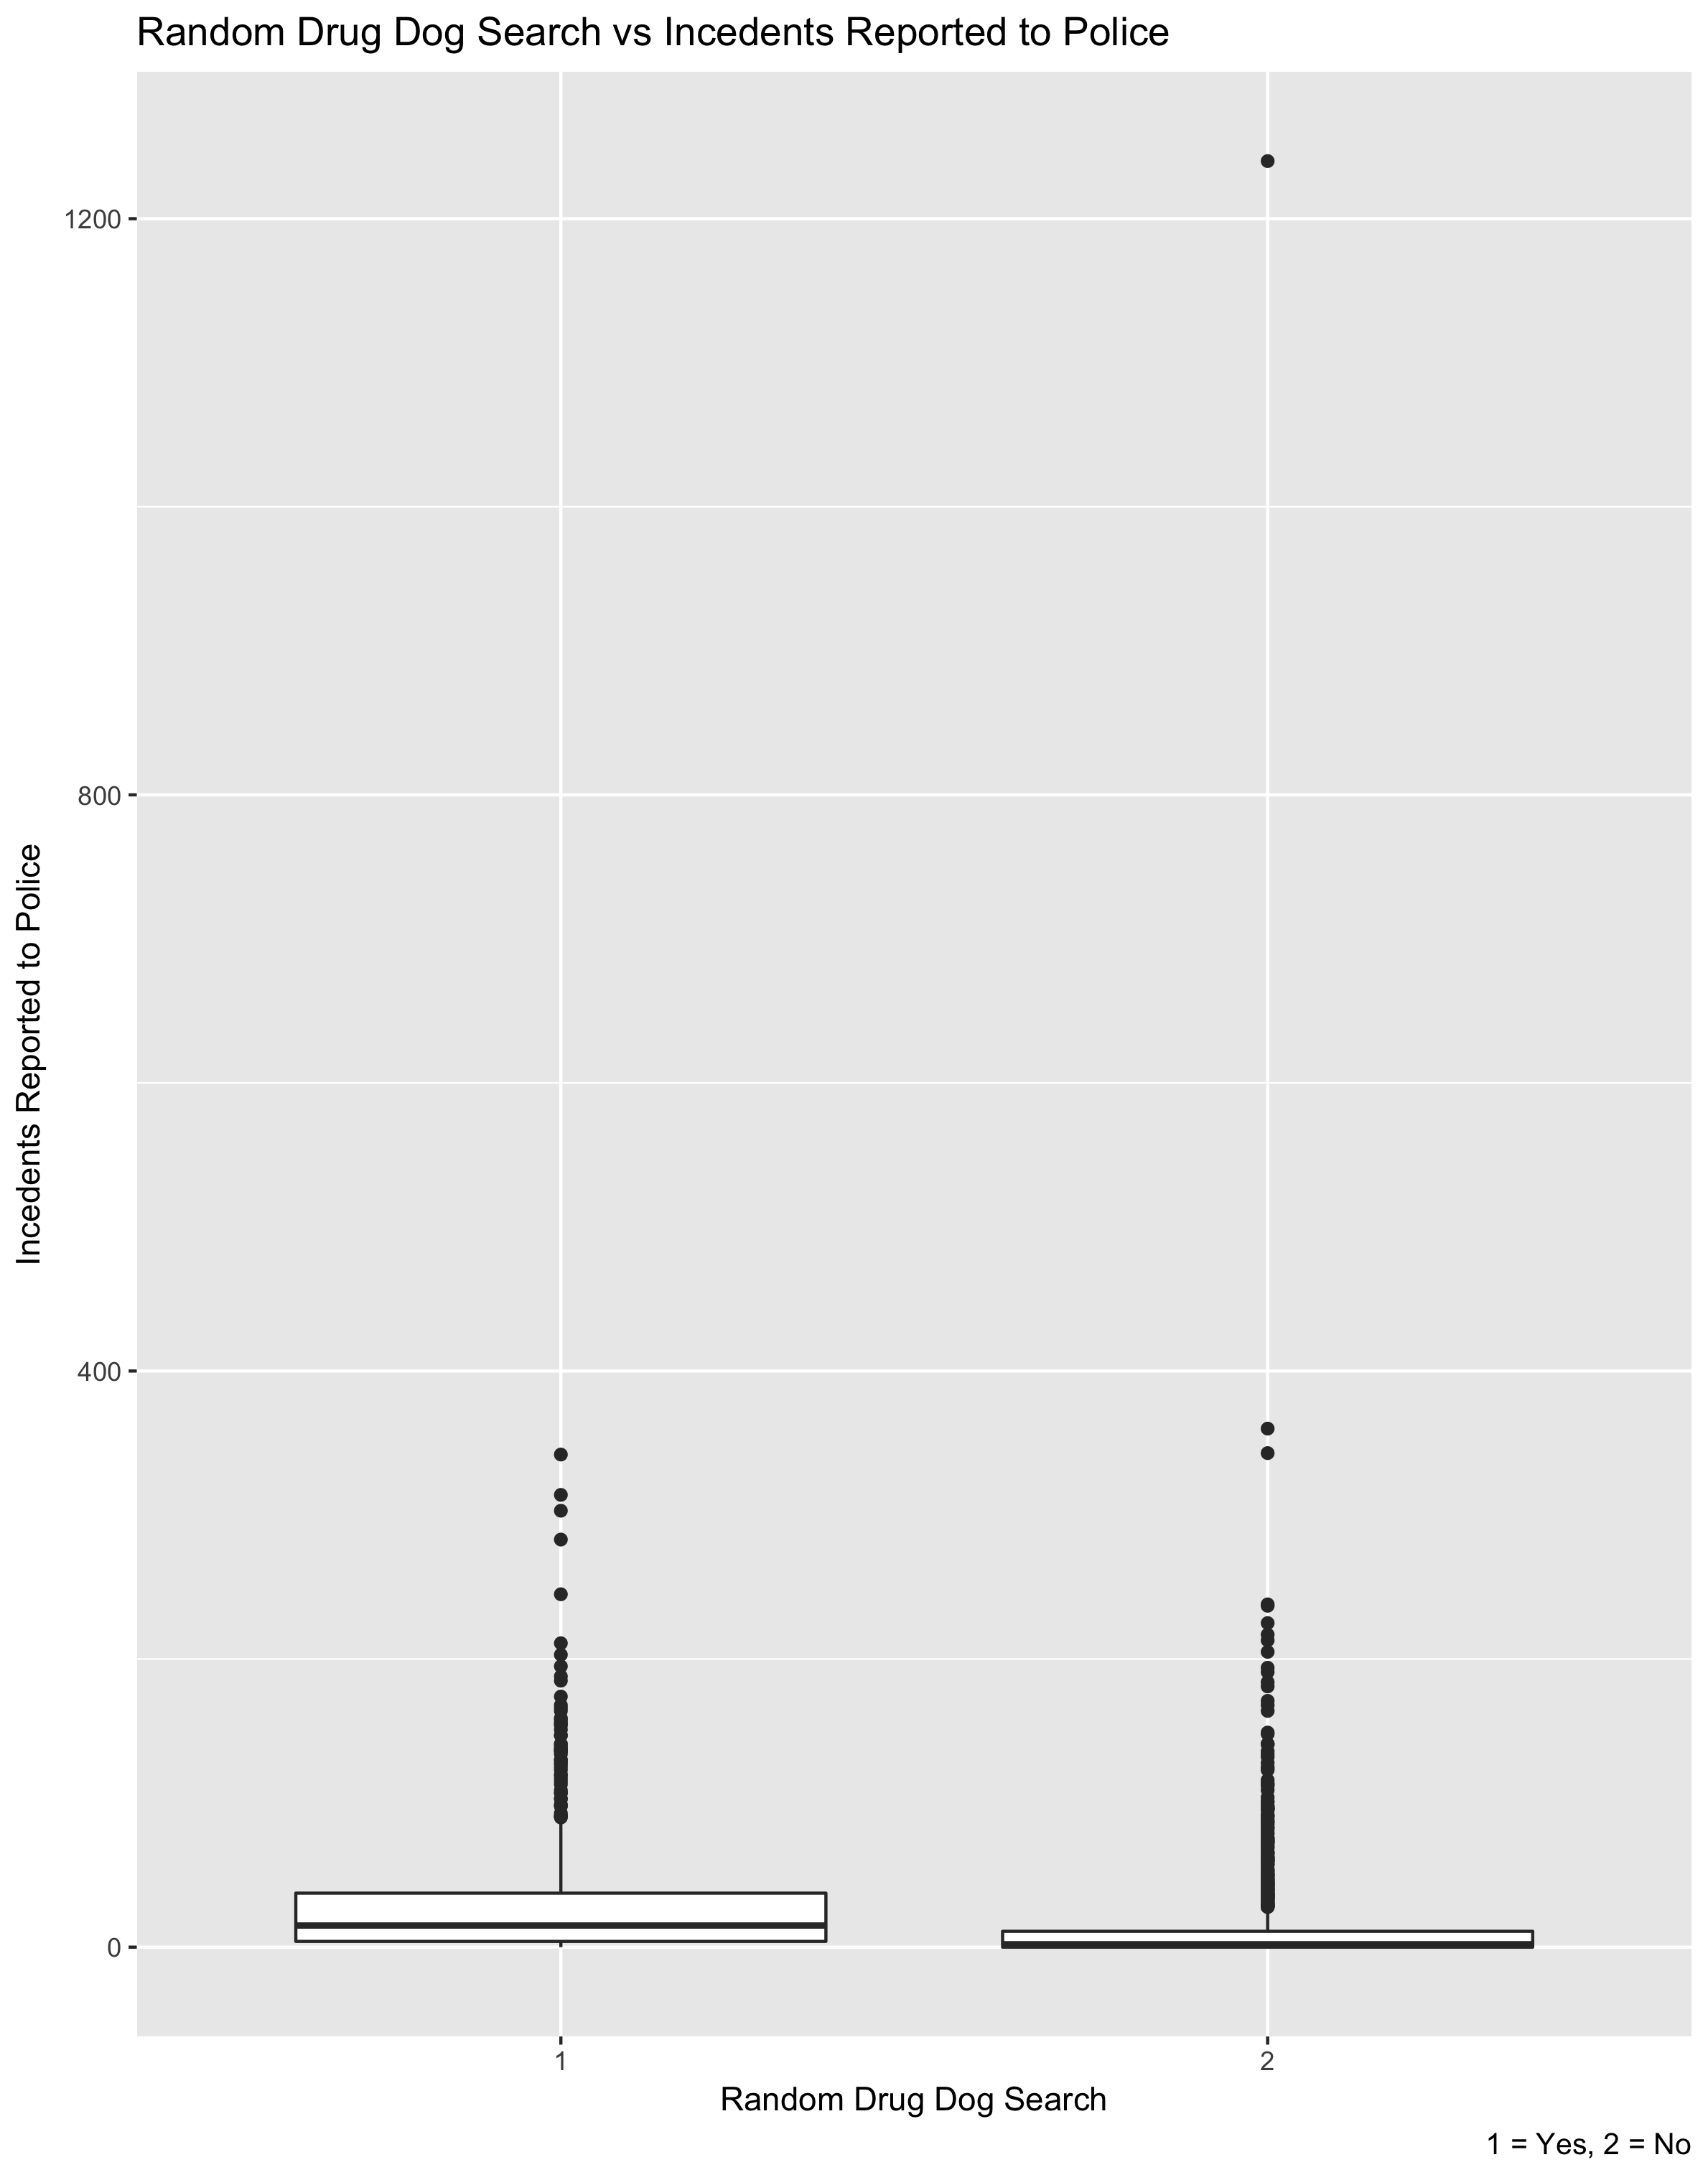 Random Drug Dog Search vs Incedents Reported to Police
Incedents Reported to Police
1200
800
400
0
1
2
Random Drug Dog Search
1 = Yes, 2 = No